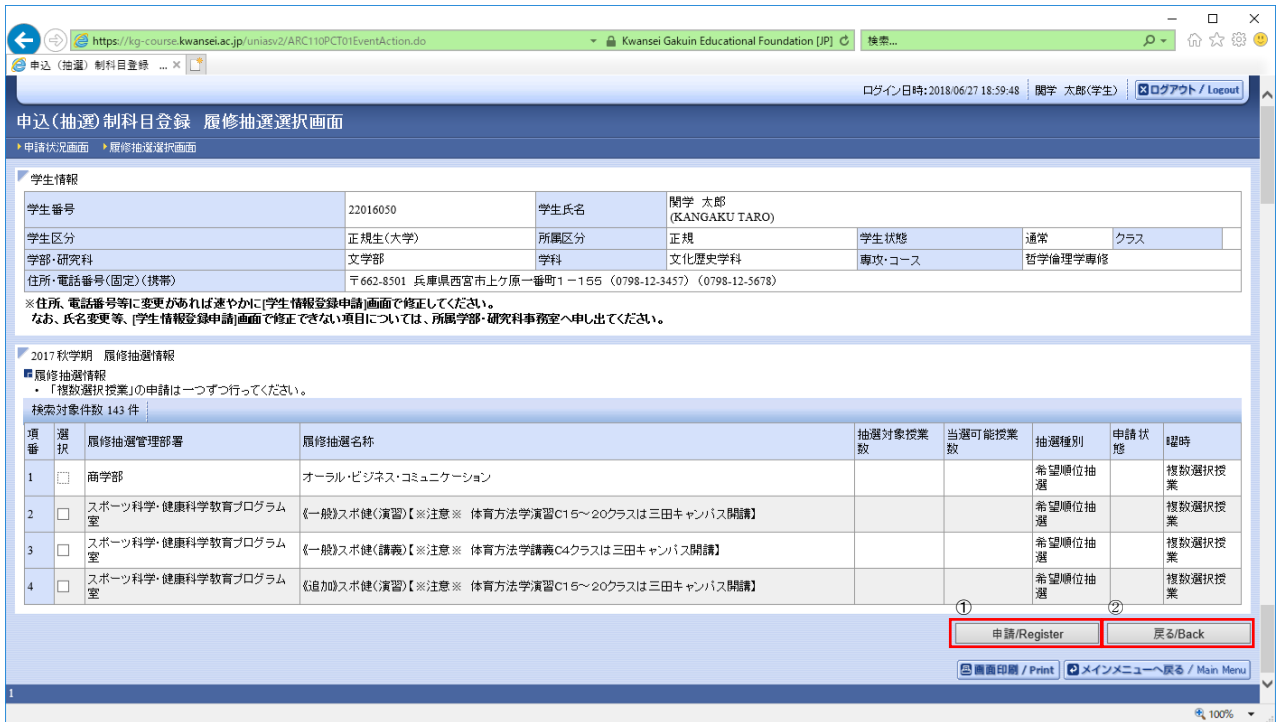 https://kg-course.kwansei.ac.jp/uniasv2/ARC110PCT01EventAction.do
Kwansei Gakuin Educational Foundation [JP]
検索...
申込（抽選）制科目登録 ...
ログイン日時:2018/06/27 18:59:48
関学 太郎(学生)
ログアウト / Logout
申込(抽選)制科目登録 履修抽選選択画面
申請状況画面 履修抽選選択画面
学生情報
学生番号 22016050 学生氏名 関学 太郎
(KANGAKU TARO)
学生区分 正規生(大学) 所属区分 正規 学生状態 通常 クラス
学部・研究科 文学部 学科 文化歴史学科 専攻・コース 哲学倫理学専修
住所・電話番号(固定)(携帯) 〒662-8501 兵庫県西宮市上ケ原一番町１－１５５ (0798-12-3457) (0798-12-5678)
※住所、電話番号等に変更があれば速やかに[学生情報登録申請]画面で修正してください。
なお、氏名漢字等、[学生情報登録申請]画面で修正できない項目については、所属学部・研究科事務室へ申し出てください。
2017 秋学期 履修抽選情報
履修抽選情報
・「複数選択授業」の申請は一つずつ行ってください。
検索対象件数 141 件
項番 選択 履修抽選管理部課 履修抽選名称 抽選対象授業数 当選可能授業数 抽選種別 申請状態 曜時
1 商学部 オーラル・ビジネス・コミュニケーション 希望順位抽選 複数選択授業
2 スポーツ科学・健康科学教育プログラム室 (一般)スポ健(演習)【※注意※ 体育方法学演習C15～20クラスは三田キャンパス開講】 希望順位抽選 複数選択授業
3 スポーツ科学・健康科学教育プログラム室 (一般)スポ健(講義)【※注意※ 体育方法学講義C4クラスは三田キャンパス開講】 希望順位抽選 複数選択授業
4 スポーツ科学・健康科学教育プログラム室 (追加)スポ健(演習)【※注意※ 体育方法学演習C15～20クラスは三田キャンパス開講】 希望順位抽選 複数選択授業
① ②
申請/Register 戻る/Back
画面印刷 / Print メインメニューへ戻る / Main Menu
1
100%